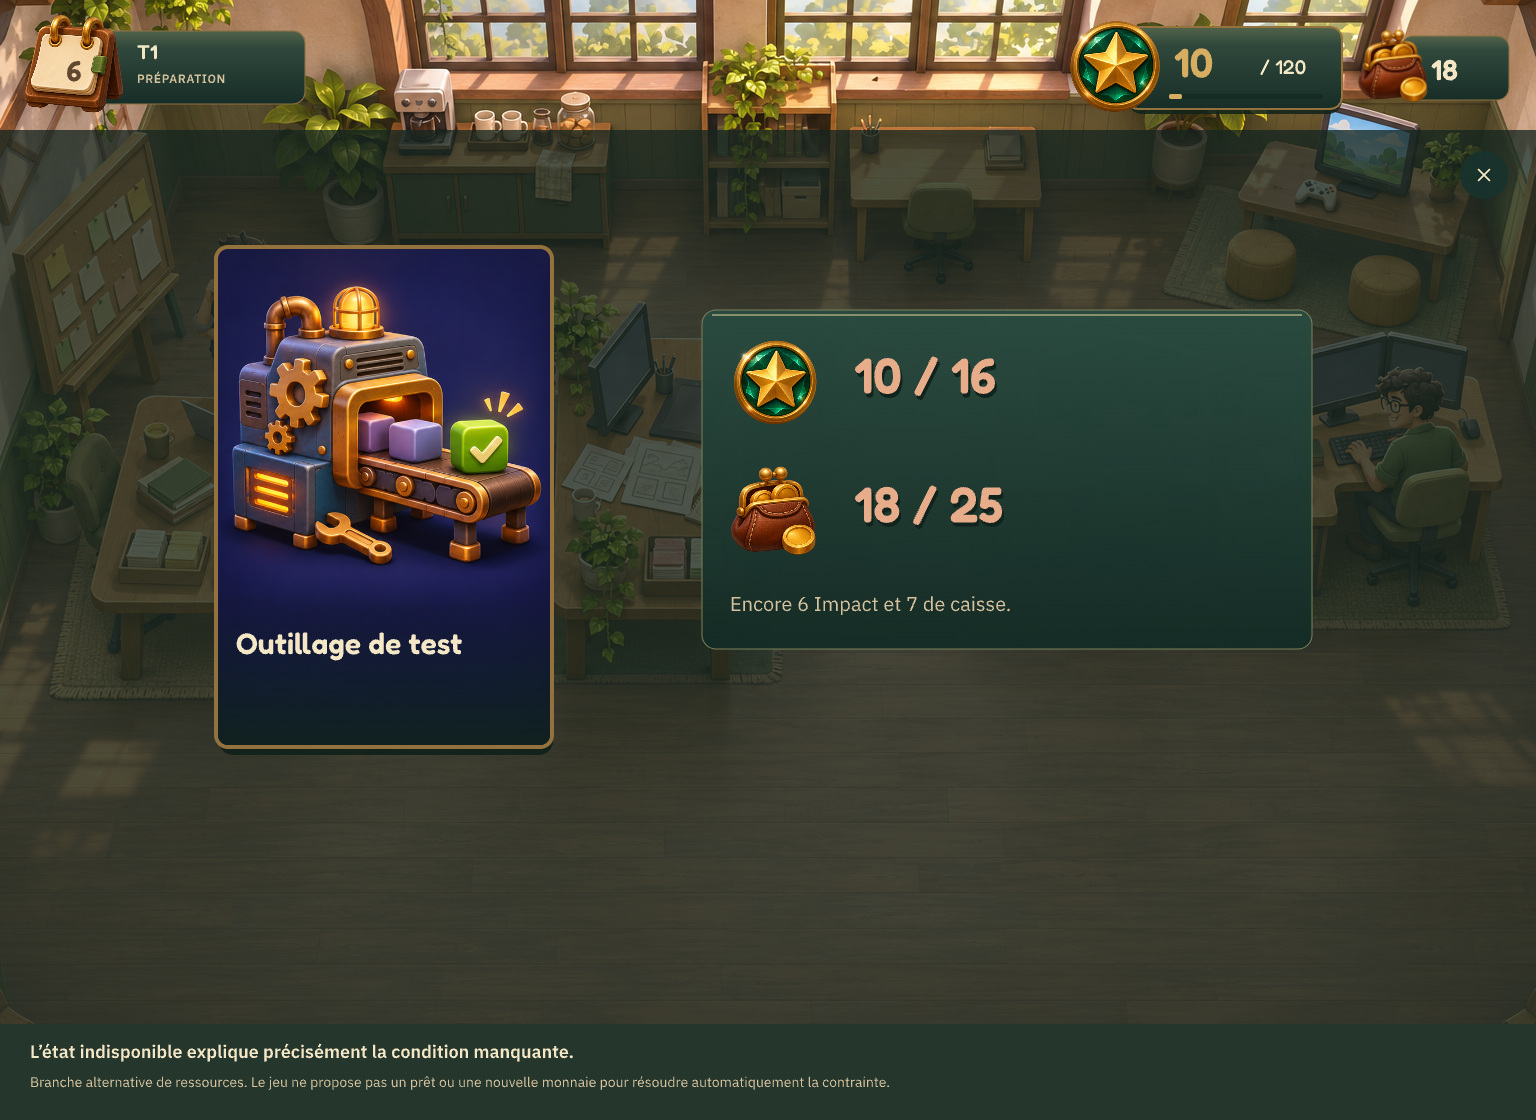 6
T1
PRÉPARATION
10 / 120
18
Outillage de test
10 / 16
18 / 25
Encore 6 Impact et 7 de caisse.
L’état indisponible explique précisément la condition manquante.
Branche alternative de ressources. Le jeu ne propose pas un prêt ou une nouvelle monnaie pour résoudre automatiquement la contrainte.